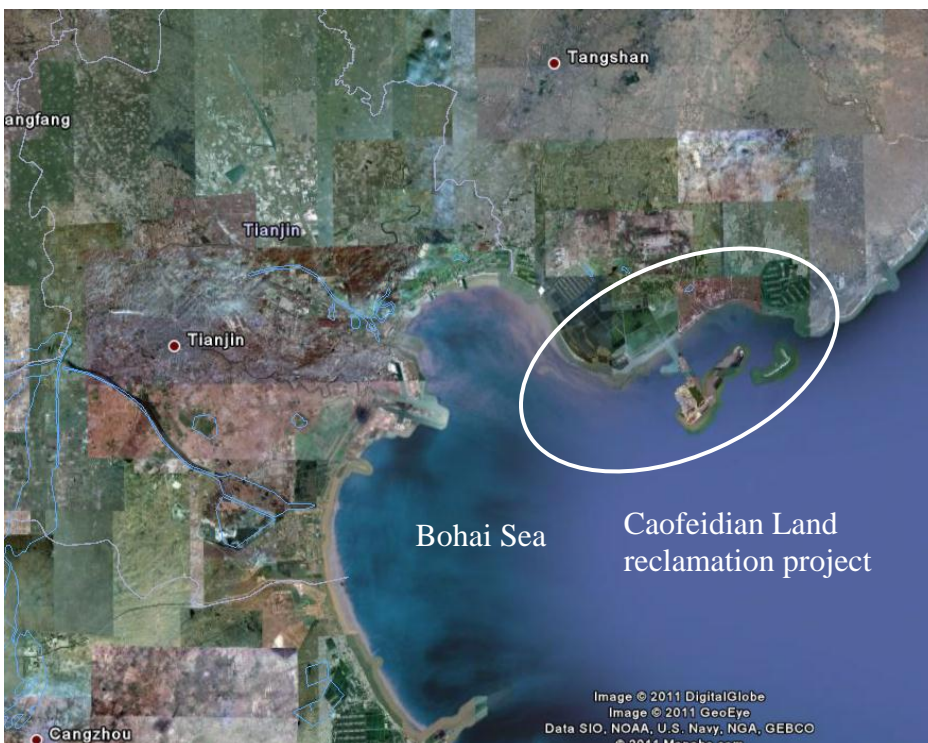 Tangshan
angfang
Tianjin
Tianjin
Bohai Sea
Caofeidian Land
reclamation project
Image © 2011 DigitalGlobe
Image © 2011 GeoEye
Data SIO, NOAA, U.S. Navy, NGA, GEBCO
Cangzhou
© 2011